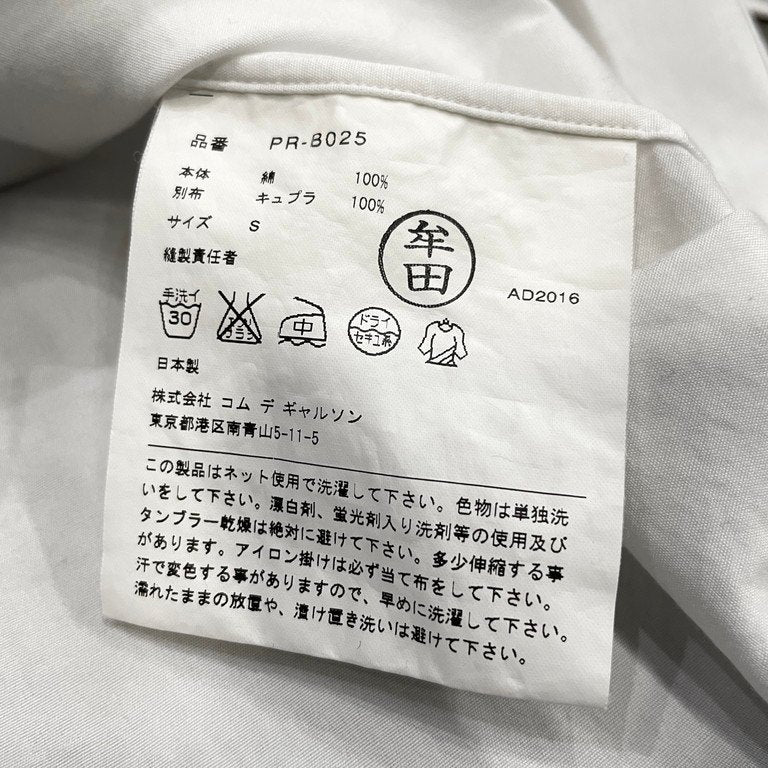 品番 PR-B025
本体 綿 100%
別布 キュプラ 100%
サイズ S
縫製責任者
牟田
AD2016
手洗イ
30
エンソ
サラシ
中
ドライ
セキユ系
日本製
株式会社 コム デ ギャルソン
東京都港区南青山5-11-5
この製品はネット使用で洗濯して下さい。色物は単独洗
いをして下さい。漂白剤、蛍光剤入り洗剤等の使用及び
タンブラー乾燥は絶対に避けて下さい。多少伸縮する事
があります。アイロン掛けは必ず当て布をして下さい。
汗で変色する事がありますので、早めに洗濯して下さい。
濡れたままの放置や、漬け置き洗いは避けて下さい。